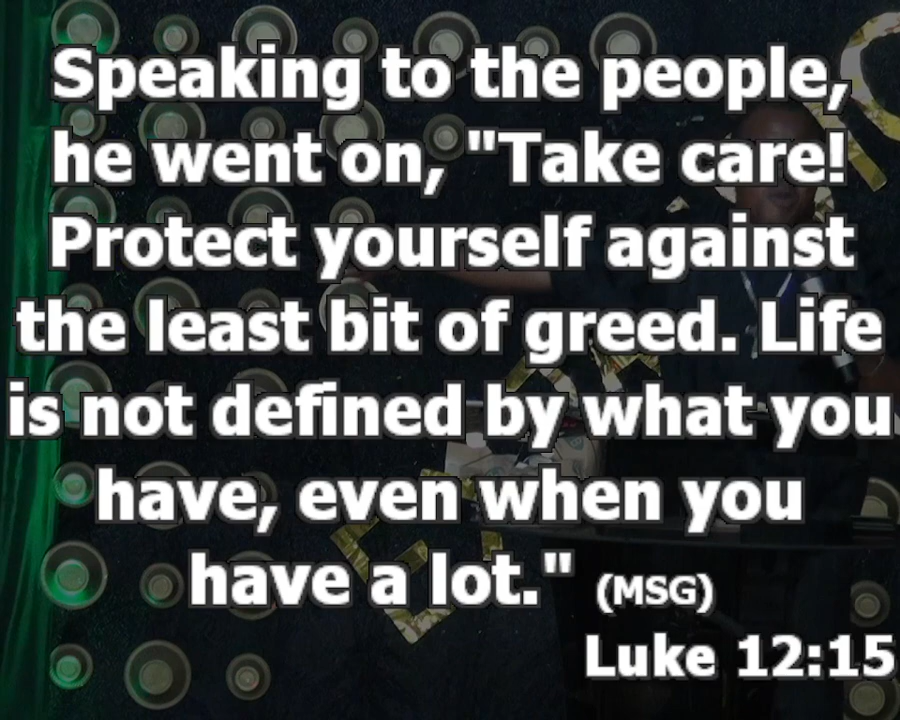 Speaking to the people,
he went on, "Take care!
Protect yourself against
the least bit of greed. Life
is not defined by what you
have, even when you
have a lot." (MSG)
Luke 12:15